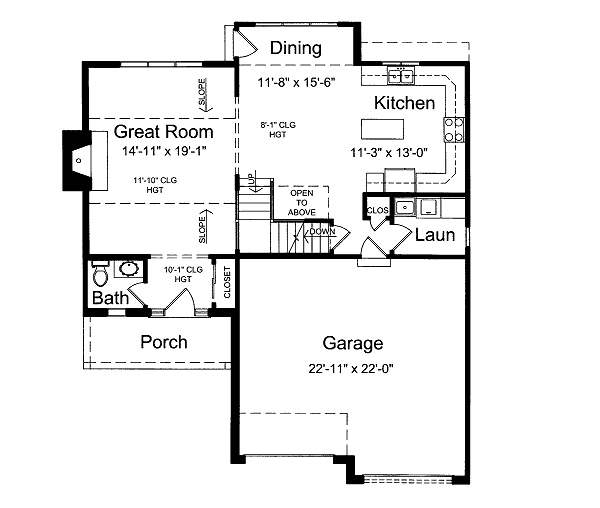 Dining
11'-8" x 15'-6"
SLOPE
Kitchen
8'-1" CLG
HGT
Great Room
14'-11" x 19'-1"
11'-3" x 13'-0"
11'-10" CLG
HGT
UP
OPEN
TO
ABOVE
CLOS
SLOPE
DOWN
Laun
10'-1" CLG
HGT
CLOSET
Bath
Porch
Garage
22'-11" x 22'-0"